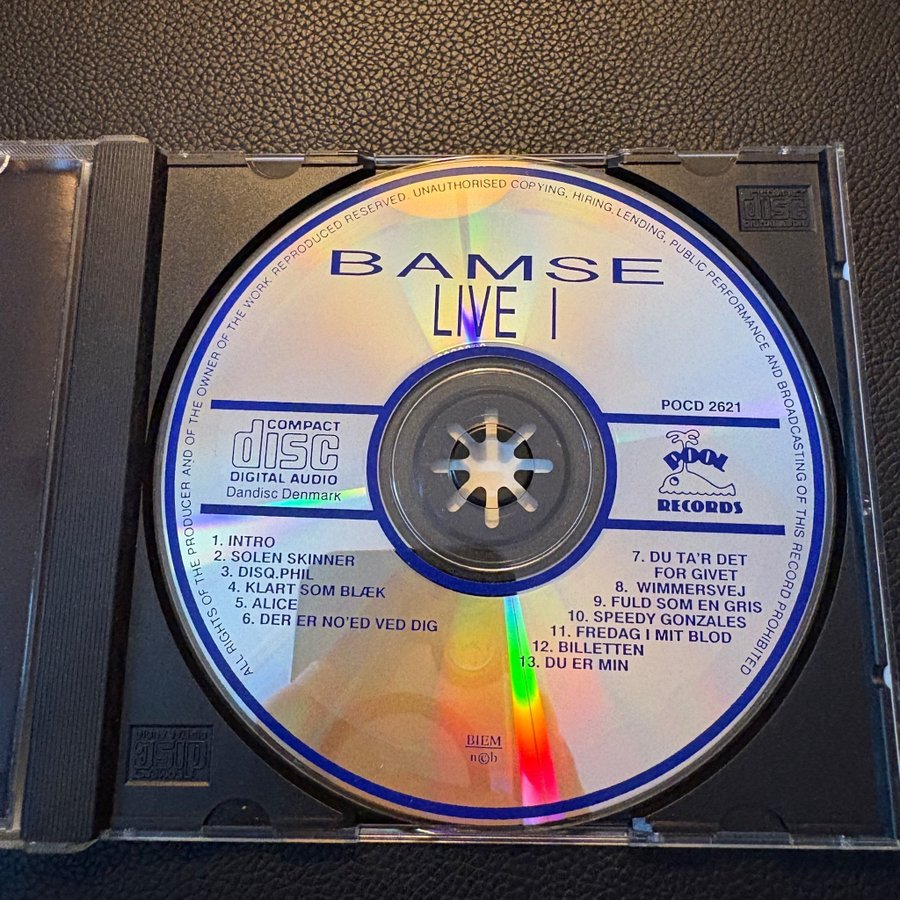 ALL RIGHTS OF THE PRODUCER AND OF THE OWNER OF THE WORK REPRODUCED RESERVED. UNAUTHORISED COPYING, HIRING, LENDING, PUBLIC PERFORMANCE AND BROADCASTING OF THIS RECORD PROHIBITED
BAMSE
LIVE I
POCD 2621
COMPACT
disc
DIGITAL AUDIO
Dandisc Denmark
POOL
RECORDS
1. INTRO
2. SOLEN SKINNER
3. DISQ.PHIL
4. KLART SOM BLÆK
5. ALICE
6. DER ER NO'ED VED DIG
7. DU TA'R DET
FOR GIVET
8. WIMMERSVEJ
9. FULD SOM EN GRIS
10. SPEEDY GONZALES
11. FREDAG I MIT BLOD
12. BILLETTEN
13. DU ER MIN
BIEM
n©b
disc